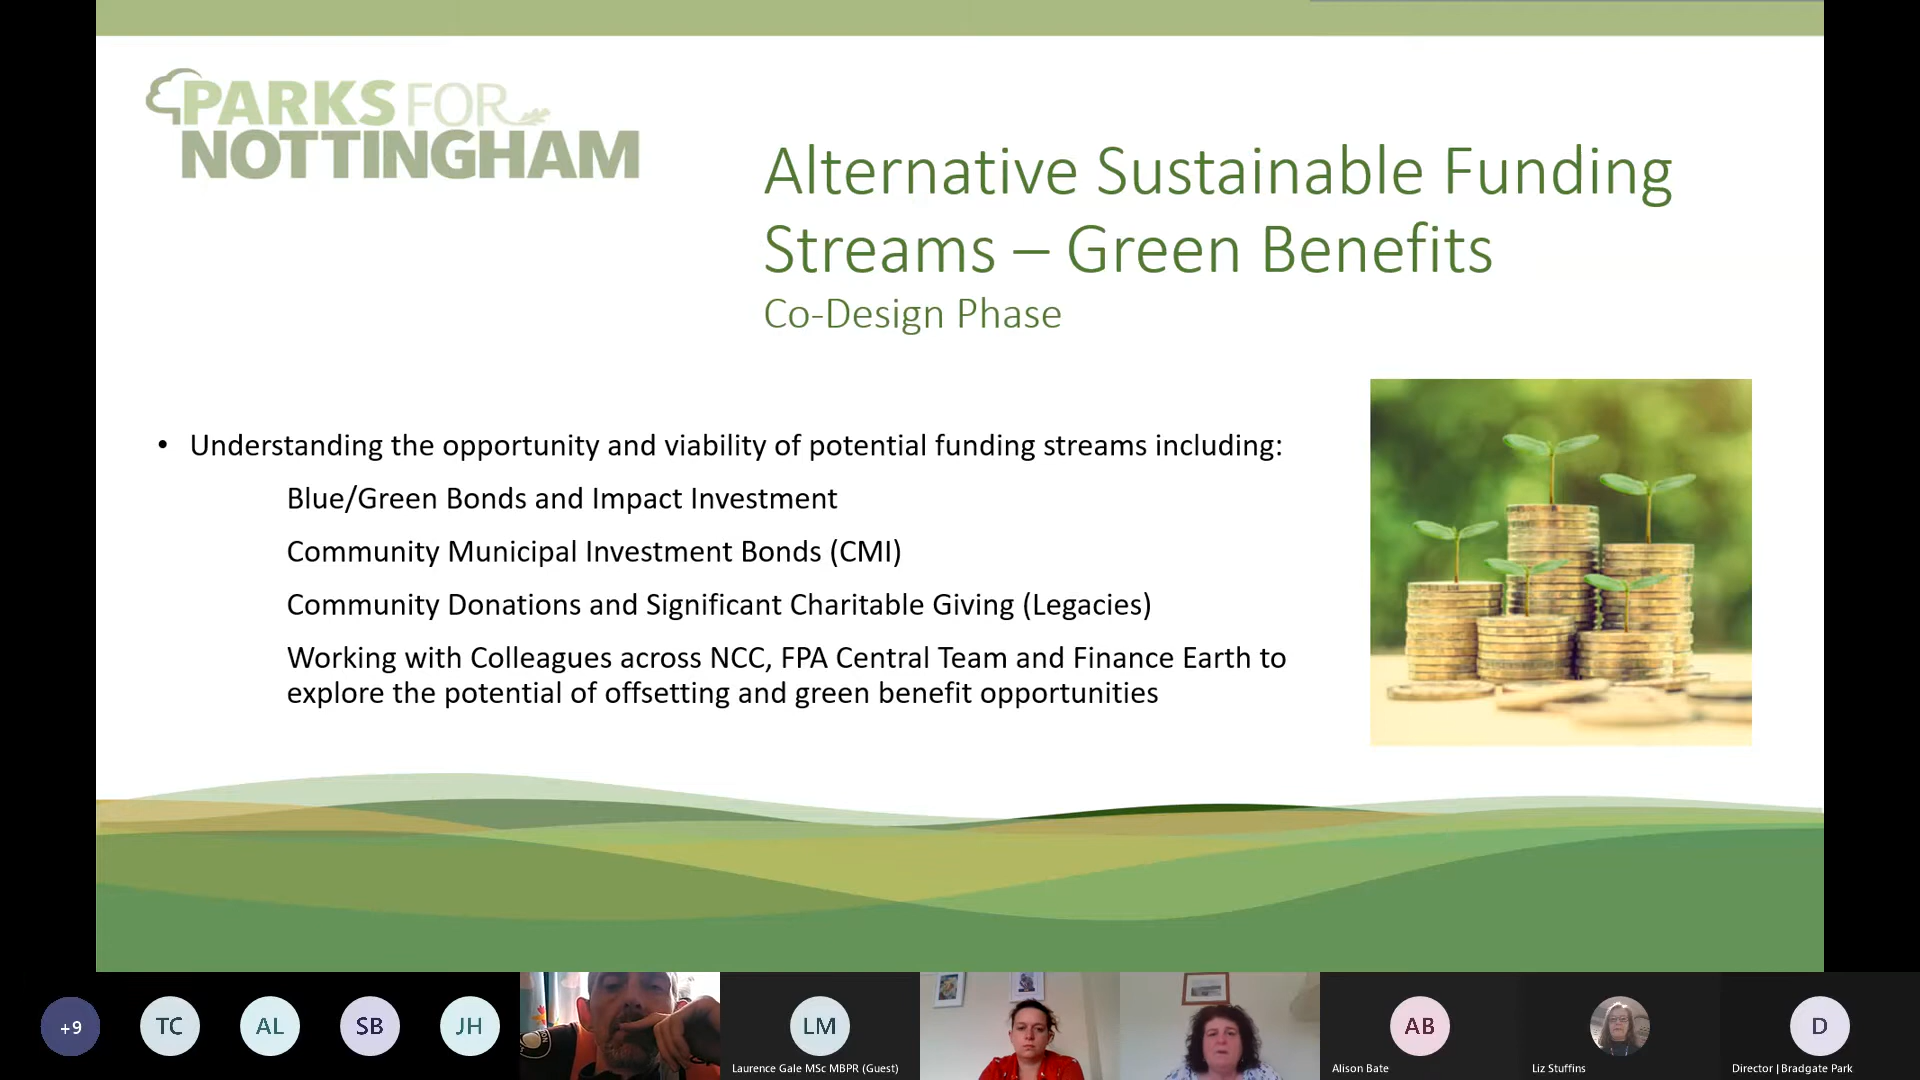 PARKS FOR
NOTTINGHAM
Alternative Sustainable Funding
Streams – Green Benefits
Co-Design Phase
• Understanding the opportunity and viability of potential funding streams including:
Blue/Green Bonds and Impact Investment
Community Municipal Investment Bonds (CMI)
Community Donations and Significant Charitable Giving (Legacies)
Working with Colleagues across NCC, FPA Central Team and Finance Earth to
explore the potential of offsetting and green benefit opportunities
+9
TC
AL
SB
JH
LM
Laurence Gale MSc MBPR (Guest)
AB
Alison Bate
Liz Stuffins
D
Director | Bradgate Park